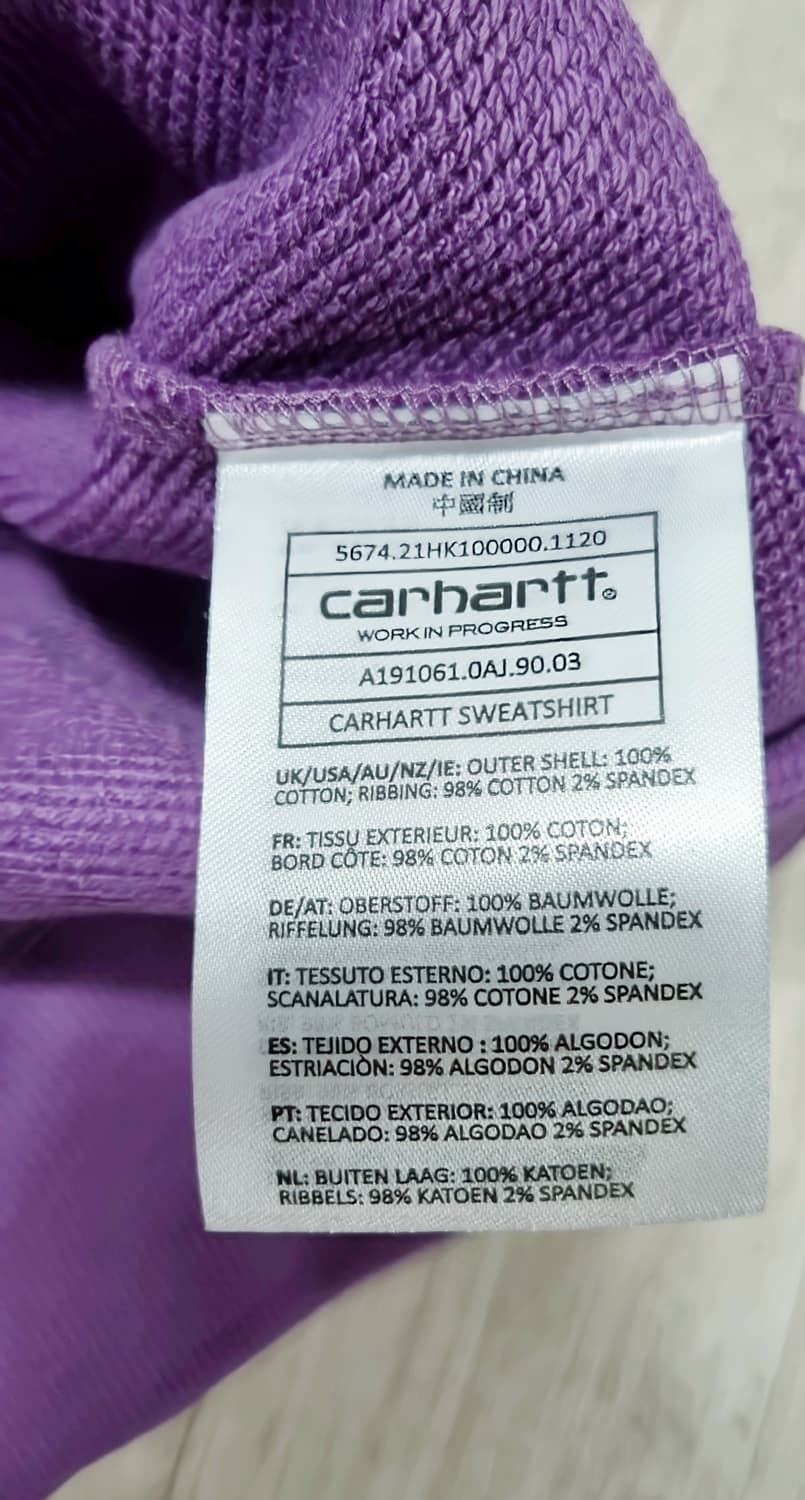 MADE IN CHINA
中國制
5674.21HK100000.1120
carhartt®
WORK IN PROGRESS
A191061.0AJ.90.03
CARHARTT SWEATSHIRT
UK/USA/AU/NZ/IE: OUTER SHELL: 100%
COTTON; RIBBING: 98% COTTON 2% SPANDEX
FR: TISSU EXTERIEUR: 100% COTON;
BORD CÔTE: 98% COTON 2% SPANDEX
DE/AT: OBERSTOFF: 100% BAUMWOLLE;
RIFFELUNG: 98% BAUMWOLLE 2% SPANDEX
IT: TESSUTO ESTERNO: 100% COTONE;
SCANALATURA: 98% COTONE 2% SPANDEX
ES: TEJIDO EXTERNO : 100% ALGODON;
ESTRIACIÒN: 98% ALGODON 2% SPANDEX
PT: TECIDO EXTERIOR: 100% ALGODAO;
CANELADO: 98% ALGODAO 2% SPANDEX
NL: BUITEN LAAG: 100% KATOEN;
RIBBELS: 98% KATOEN 2% SPANDEX